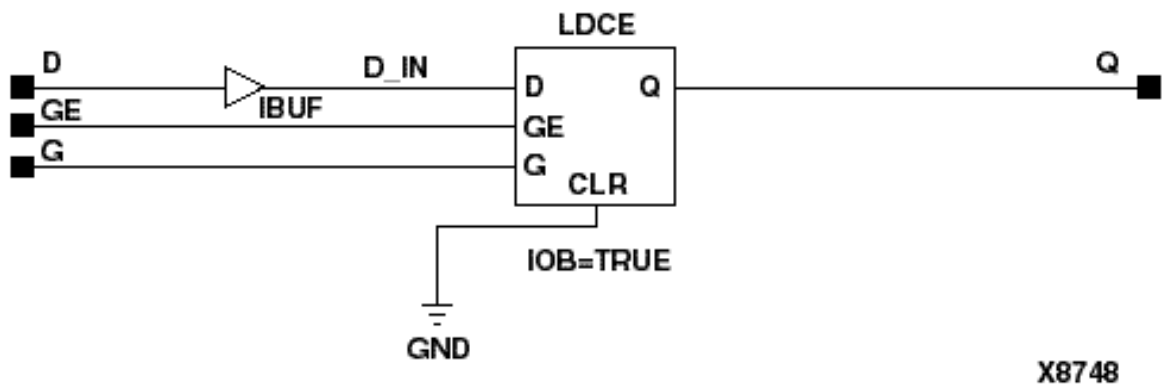 LDCE
D
D_IN
Q
D
Q
IBUF
GE
GE
G
G
CLR
IOB=TRUE
GND
X8748